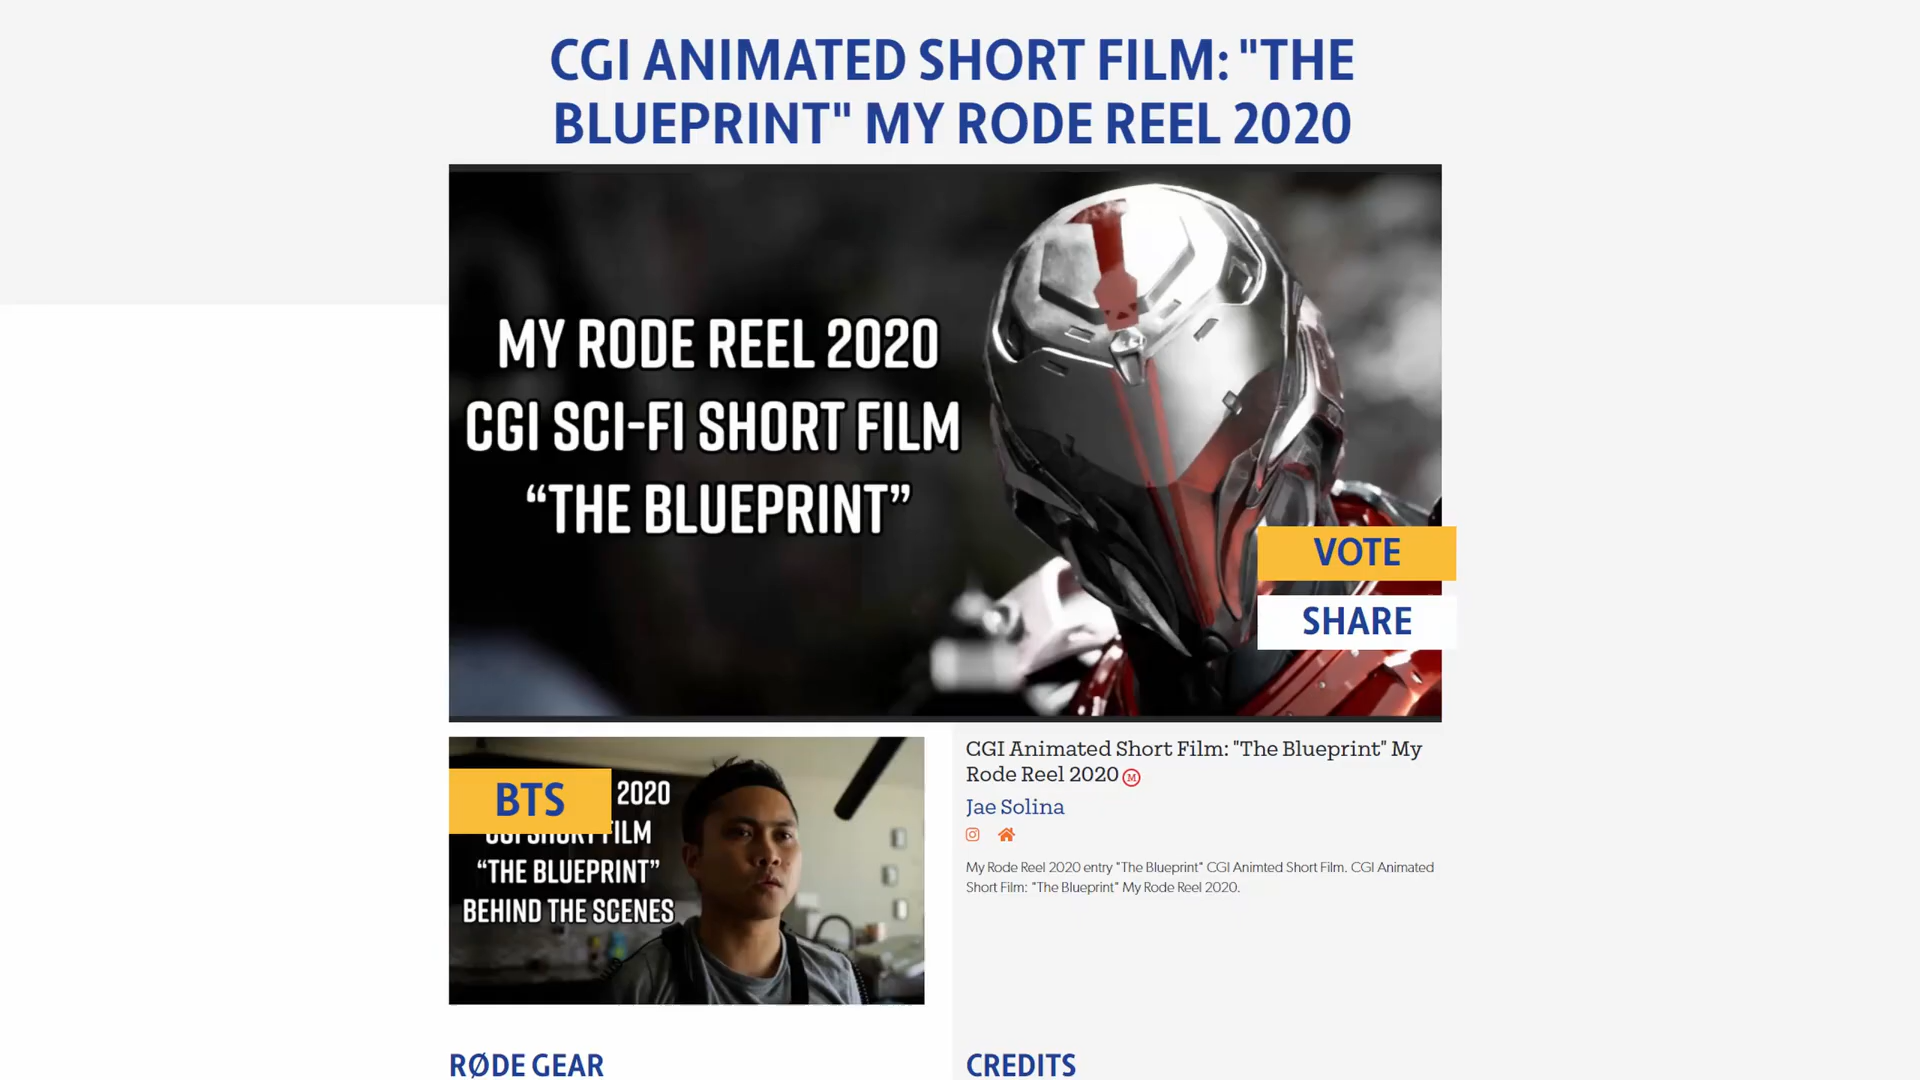 CGI ANIMATED SHORT FILM: "THE
BLUEPRINT" MY RODE REEL 2020
MY RODE REEL 2020
CGI SCI-FI SHORT FILM
“THE BLUEPRINT”
VOTE
SHARE
BTS
2020
CGI SHORT FILM
“THE BLUEPRINT”
BEHIND THE SCENES
CGI Animated Short Film: "The Blueprint" My
Rode Reel 2020 M
Jae Solina
My Rode Reel 2020 entry "The Blueprint" CGI Animted Short Film. CGI Animated
Short Film: "The Blueprint" My Rode Reel 2020.
RØDE GEAR
CREDITS